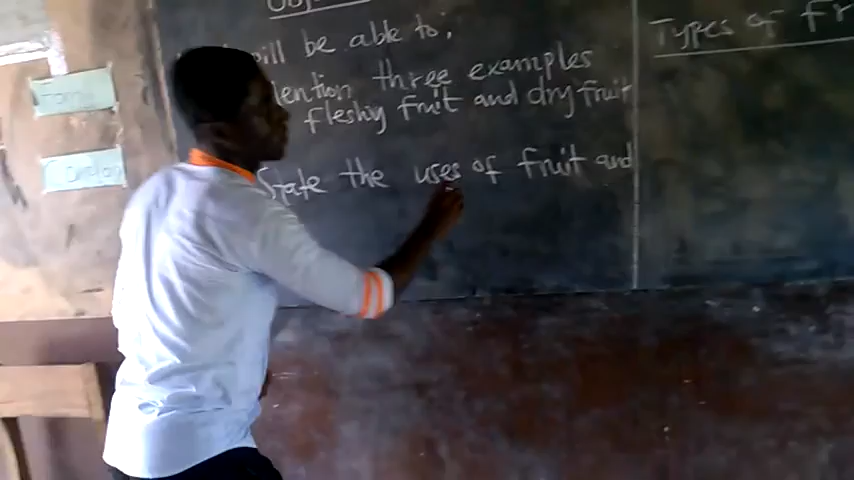 will be able to;
mention three examples
fleshy fruit and dry fruit
State the uses of fruit and
Types of fr